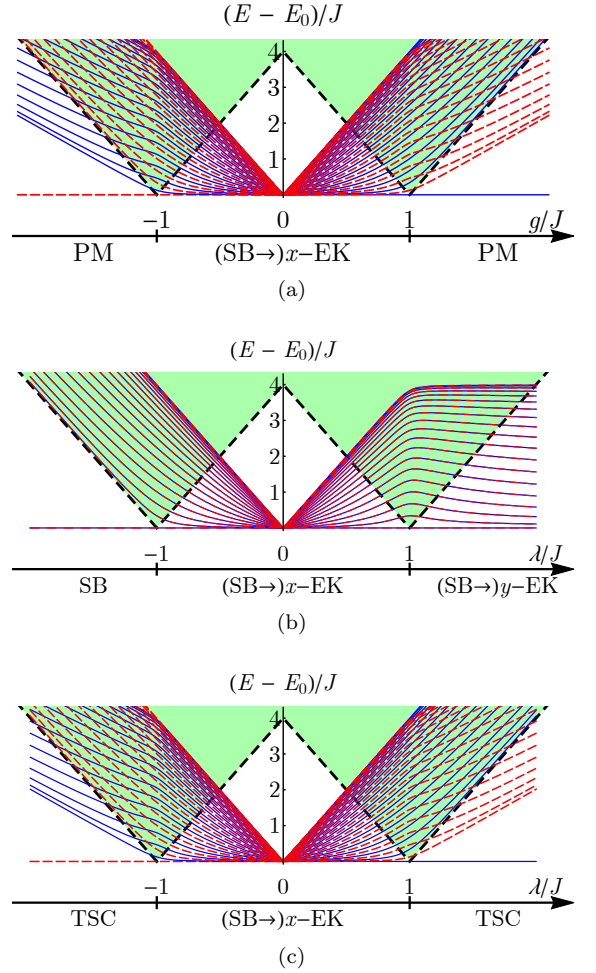 (E − E₀)/J
4
3
2
1
−1 0 1 g/J
PM (SB→)x−EK PM
(a)
(E − E₀)/J
4
3
2
1
−1 0 1 λ/J
SB (SB→)x−EK (SB→)y−EK
(b)
(E − E₀)/J
4
3
2
1
−1 0 1 λ/J
TSC (SB→)x−EK TSC
(c)